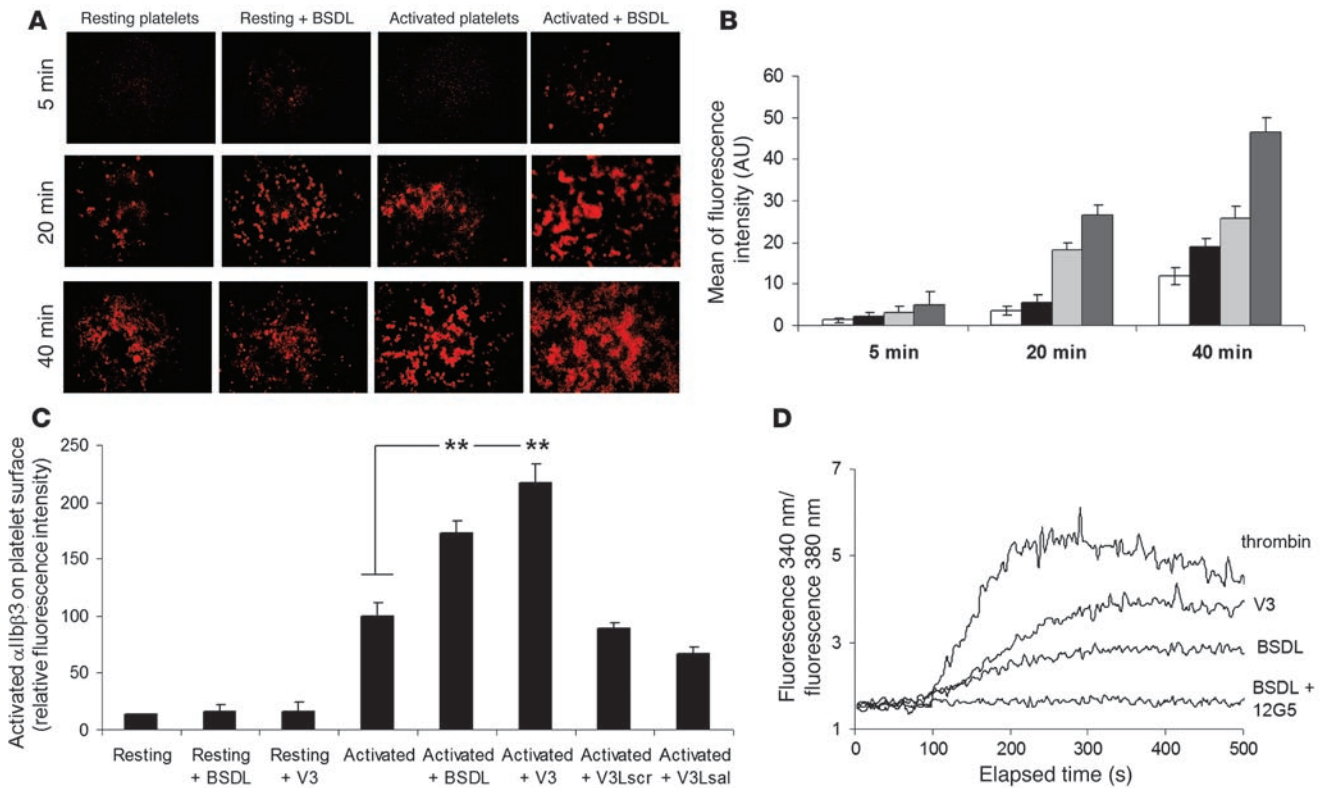 A
Resting platelets
Resting + BSDL
Activated platelets
Activated + BSDL
5 min
20 min
40 min
B
Mean of fluorescence
intensity (AU)
60
50
40
30
20
10
0
5 min
20 min
40 min
C
Activated αIIbβ3 on platelet surface
(relative fluorescence intensity)
250
200
150
100
50
0
**
**
Resting
Resting
+ BSDL
Resting
+ V3
Activated
Activated
+ BSDL
Activated
+ V3
Activated
+ V3Lscr
Activated
+ V3Lsal
D
Fluorescence 340 nm/
fluorescence 380 nm
7
5
3
1
thrombin
V3
BSDL
BSDL +
12G5
0
100
200
300
400
500
Elapsed time (s)